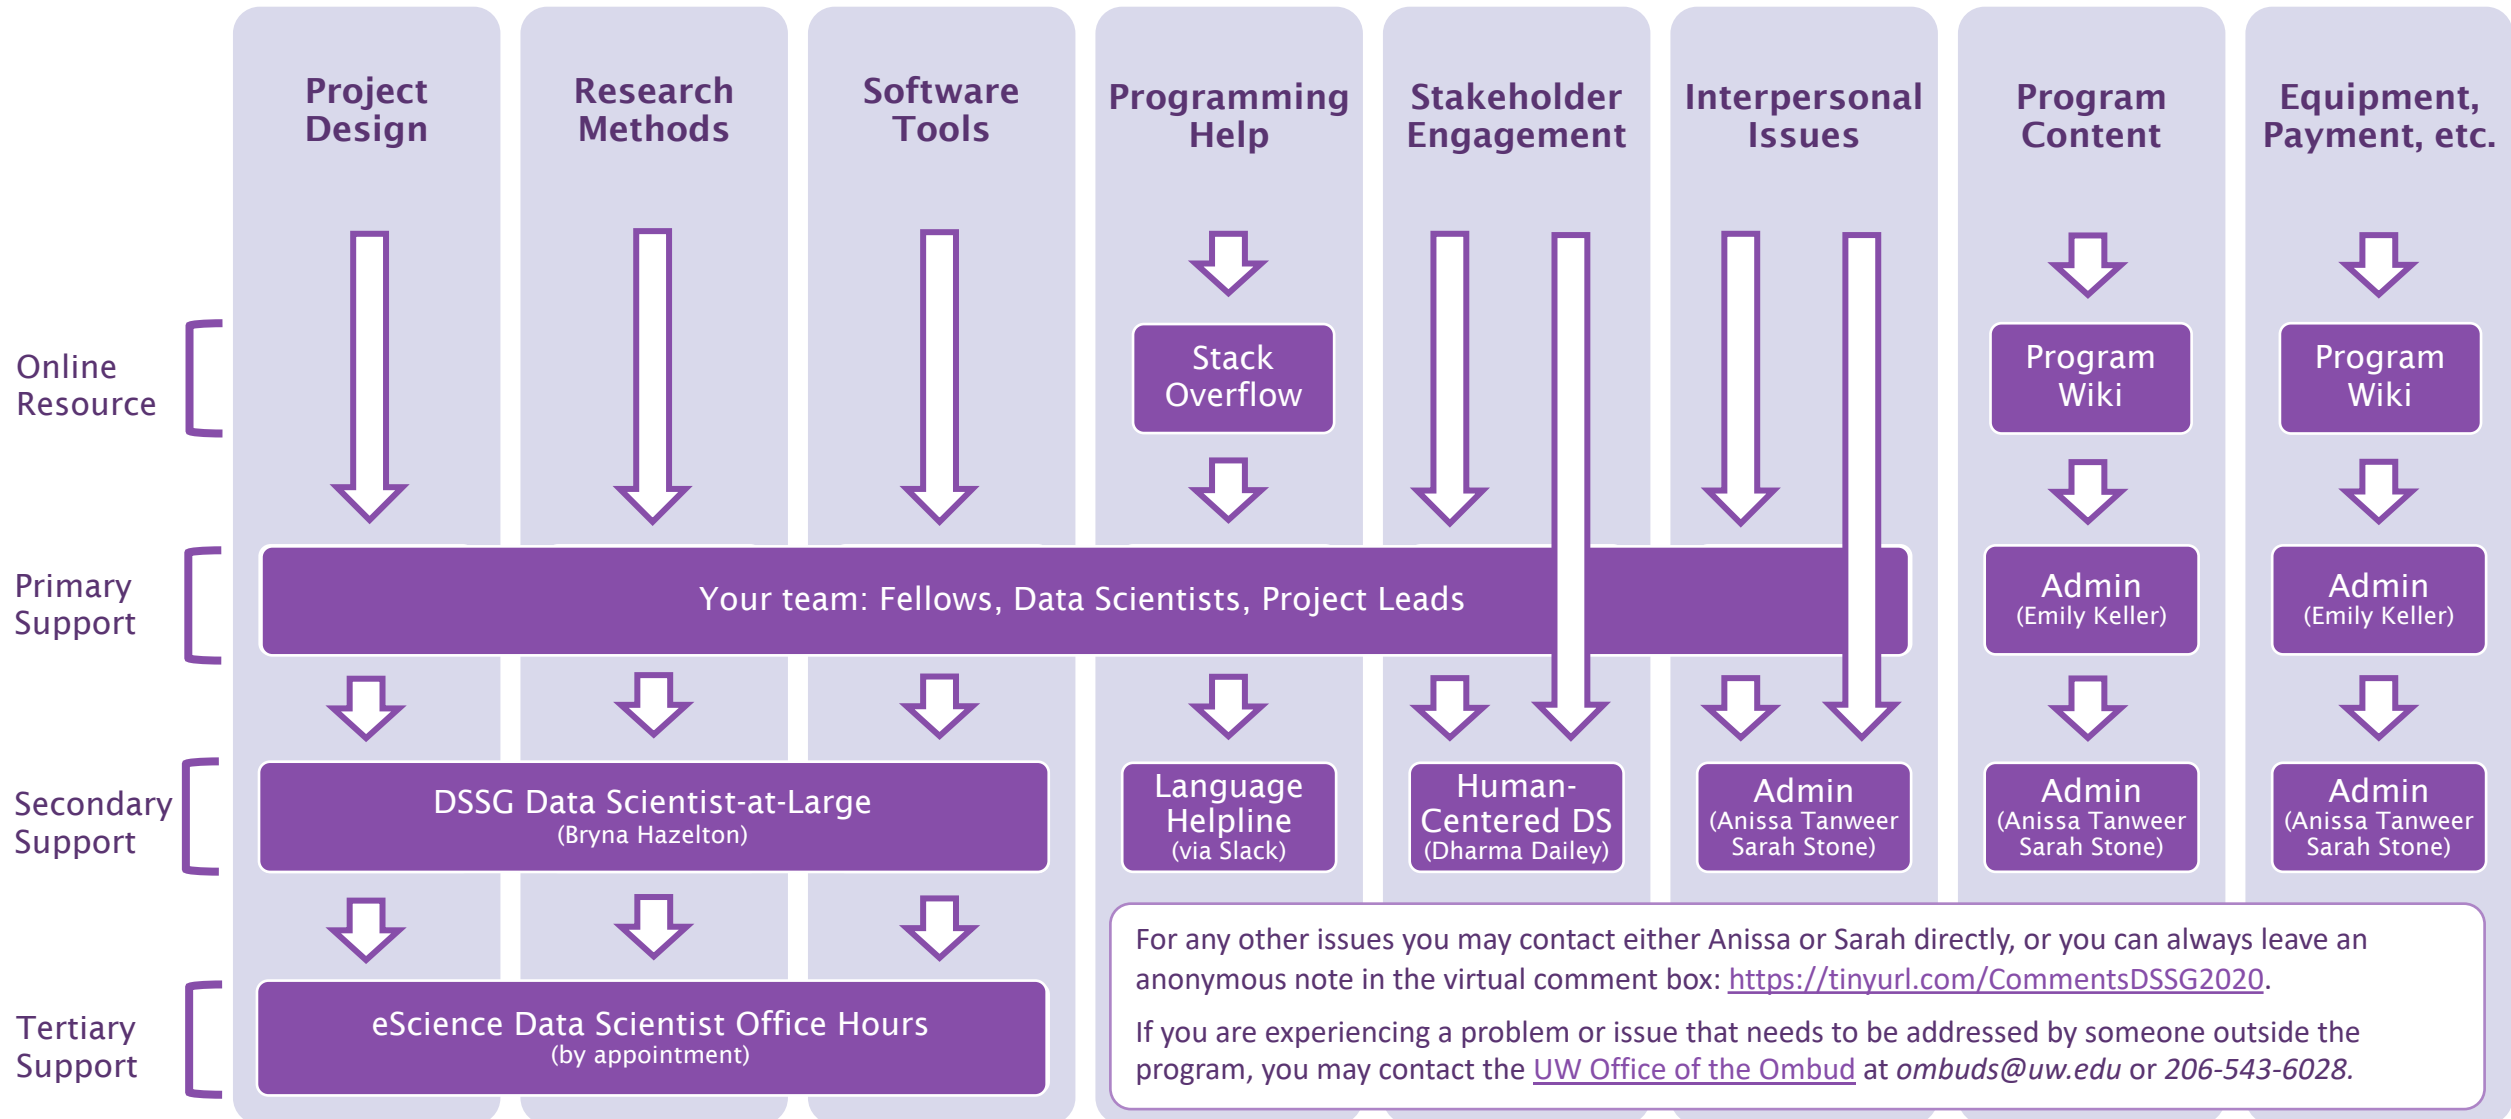 Project
Design
Research
Methods
Software
Tools
Programming
Help
Stakeholder
Engagement
Interpersonal
Issues
Program
Content
Equipment,
Payment, etc.
Online
Resource
Stack
Overflow
Program
Wiki
Program
Wiki
Primary
Support
Your team: Fellows, Data Scientists, Project Leads
Admin
(Emily Keller)
Admin
(Emily Keller)
Secondary
Support
DSSG Data Scientist-at-Large
(Bryna Hazelton)
Language
Helpline
(via Slack)
Human-
Centered DS
(Dharma Dailey)
Admin
(Anissa Tanweer
Sarah Stone)
Admin
(Anissa Tanweer
Sarah Stone)
Admin
(Anissa Tanweer
Sarah Stone)
Tertiary
Support
eScience Data Scientist Office Hours
(by appointment)
For any other issues you may contact either Anissa or Sarah directly, or you can always leave an
anonymous note in the virtual comment box: https://tinyurl.com/CommentsDSSG2020.
If you are experiencing a problem or issue that needs to be addressed by someone outside the
program, you may contact the UW Office of the Ombud at ombuds@uw.edu or 206-543-6028.